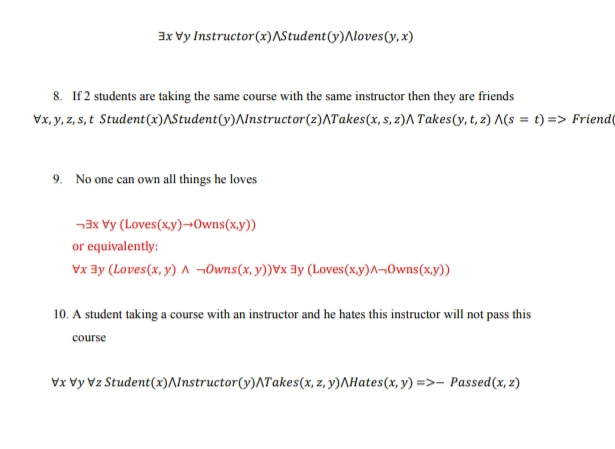 ∃x ∀y Instructor(x)∧Student(y)∧loves(y, x)
8. If 2 students are taking the same course with the same instructor then they are friends
∀x, y, z, s, t Student(x)∧Student(y)∧Instructor(z)∧Takes(x, s, z)∧ Takes(y, t, z) ∧(s = t) => Friend(
9. No one can own all things he loves
¬∃x ∀y (Loves(x,y)→Owns(x,y))
or equivalently:
∀x ∃y (Loves(x, y) ∧ ¬Owns(x, y))∀x ∃y (Loves(x,y)∧¬Owns(x,y))
10. A student taking a course with an instructor and he hates this instructor will not pass this
course
∀x ∀y ∀z Student(x)∧Instructor(y)∧Takes(x, z, y)∧Hates(x, y) =>− Passed(x, z)